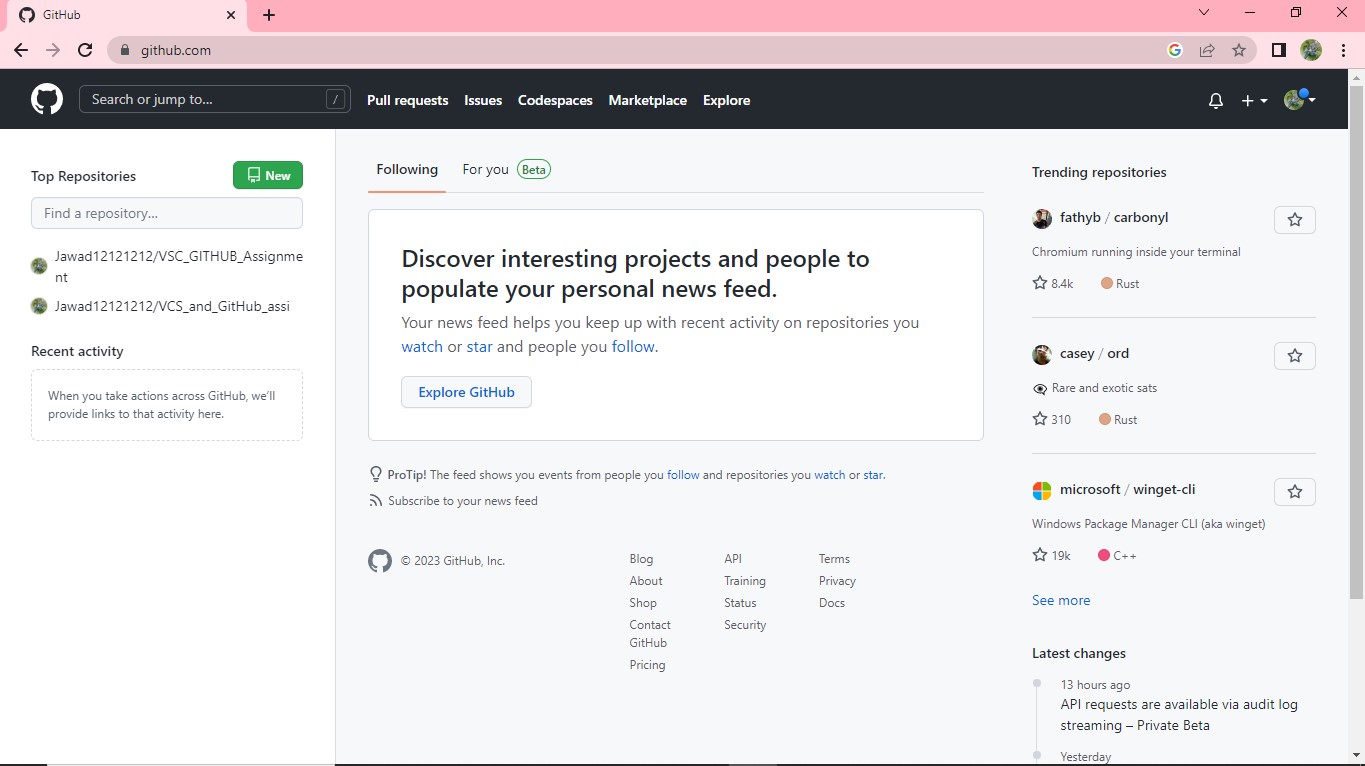 GitHub
github.com
Search or jump to...
/
Pull requests
Issues
Codespaces
Marketplace
Explore
Top Repositories
New
Find a repository...
Jawad12121212/VSC_GITHUB_Assignme
nt
Jawad12121212/VCS_and_GitHub_assi
Recent activity
When you take actions across GitHub, we'll
provide links to that activity here.
Following
For you
Beta
Discover interesting projects and people to
populate your personal news feed.
Your news feed helps you keep up with recent activity on repositories you
watch or star and people you follow.
Explore GitHub
ProTip! The feed shows you events from people you follow and repositories you watch or star.
Subscribe to your news feed
© 2023 GitHub, Inc.
Blog
About
Shop
Contact
GitHub
Pricing
API
Training
Status
Security
Terms
Privacy
Docs
Trending repositories
fathyb / carbonyl
Chromium running inside your terminal
8.4k
Rust
casey / ord
Rare and exotic sats
310
Rust
microsoft / winget-cli
Windows Package Manager CLI (aka winget)
19k
C++
See more
Latest changes
13 hours ago
API requests are available via audit log
streaming – Private Beta
Yesterday